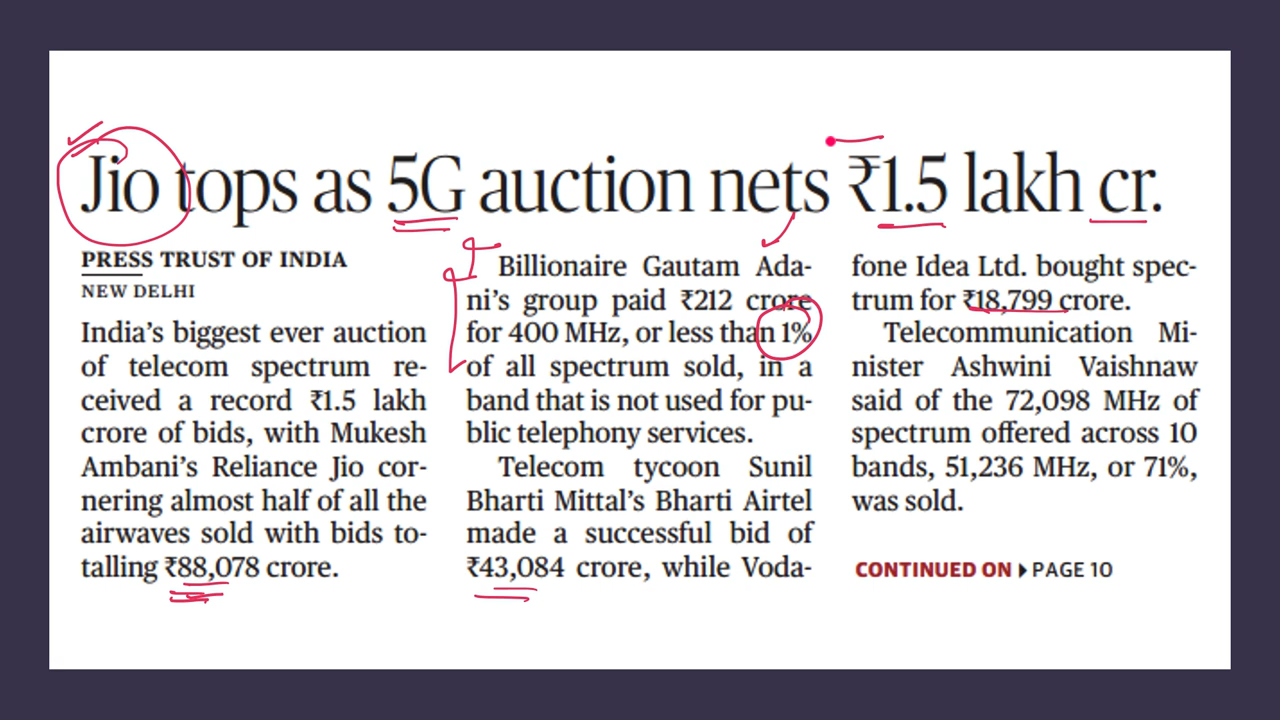 Jio tops as 5G auction nets ₹1.5 lakh cr.
PRESS TRUST OF INDIA
NEW DELHI
India's biggest ever auction
of telecom spectrum re-
ceived a record ₹1.5 lakh
crore of bids, with Mukesh
Ambani's Reliance Jio cor-
nering almost half of all the
airwaves sold with bids to-
talling ₹88,078 crore.
Billionaire Gautam Ada-
ni's group paid ₹212 crore
for 400 MHz, or less than 1%
of all spectrum sold, in a
band that is not used for pu-
blic telephony services.
Telecom tycoon Sunil
Bharti Mittal's Bharti Airtel
made a successful bid of
₹43,084 crore, while Voda-
fone Idea Ltd. bought spec-
trum for ₹18,799 crore.
Telecommunication Mi-
nister Ashwini Vaishnaw
said of the 72,098 MHz of
spectrum offered across 10
bands, 51,236 MHz, or 71%,
was sold.
CONTINUED ON PAGE 10